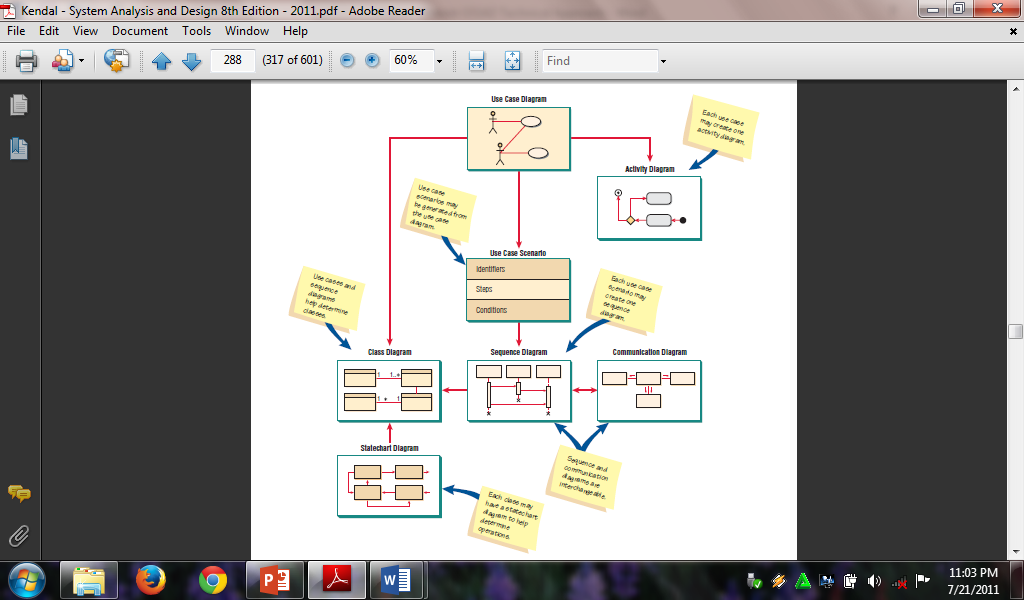 Kendal - System Analysis and Design 8th Edition - 2011.pdf - Adobe Reader
File Edit View Document Tools Window Help
288 (317 of 601) 60% Find
Use Case Diagram
Each use case
may create one
activity diagram.
Activity Diagram
Use case
scenarios may
be generated from
the use case
diagram.
Use Case Scenario
Identifiers
Steps
Conditions
Use cases and
sequence
diagrams
help determine
classes.
Each use case
scenario may
create one
sequence
diagram.
Class Diagram
1 1..*
1 * 1
Sequence Diagram
Communication Diagram
Statechart Diagram
Sequence and
communication
diagrams are
interchangeable.
Each class may
have a statechart
diagram to help
determine
operations.
11:03 PM
7/21/2011